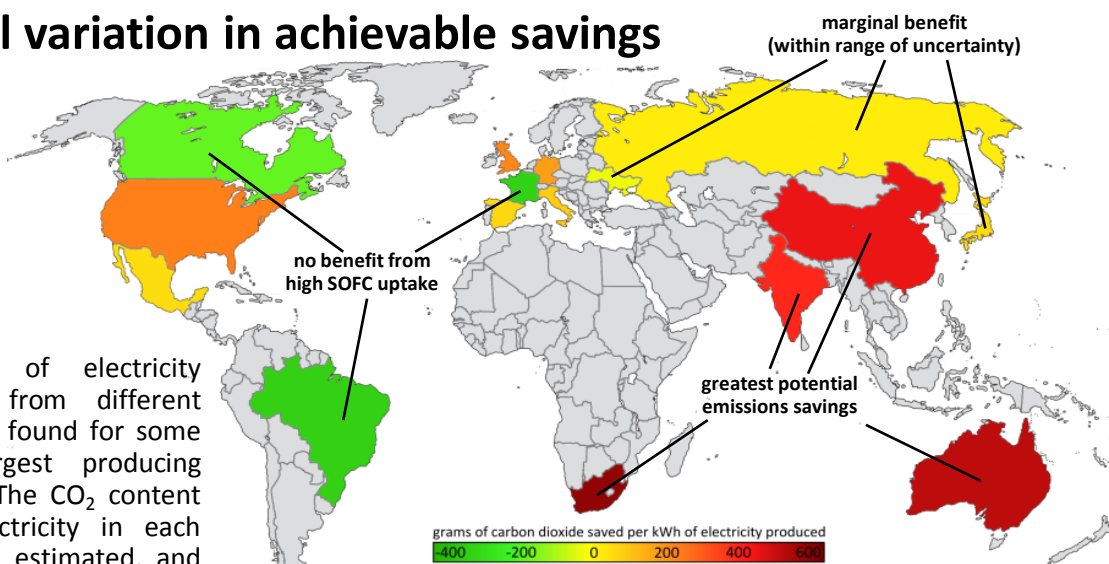 l variation in achievable savings
marginal benefit
(within range of uncertainty)
no benefit from
high SOFC uptake
of electricity
from different
found for some
rgest producing
The CO₂ content
ctricity in each
estimated, and
greatest potential
emissions savings
grams of carbon dioxide saved per kWh of electricity produced
-400 -200 0 200 400 600